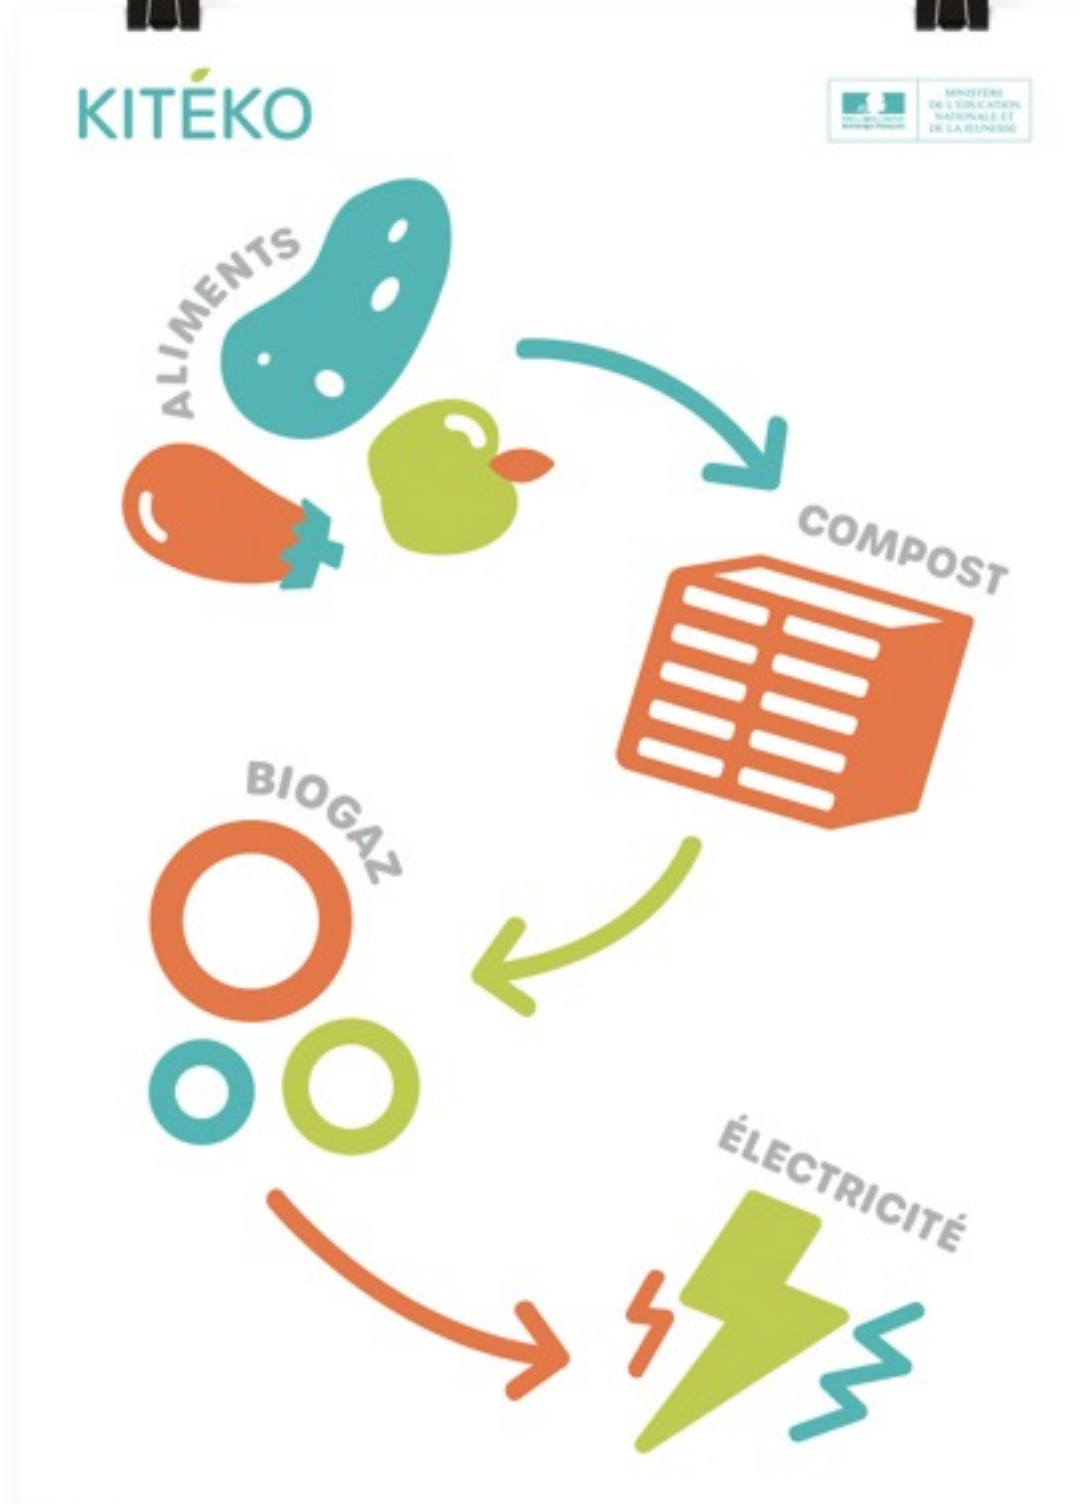 KITÉKO
MINISTÈRE
DE L'ÉDUCATION
NATIONALE ET
DE LA JEUNESSE
ALIMENTS
COMPOST
BIOGAZ
ÉLECTRICITÉ